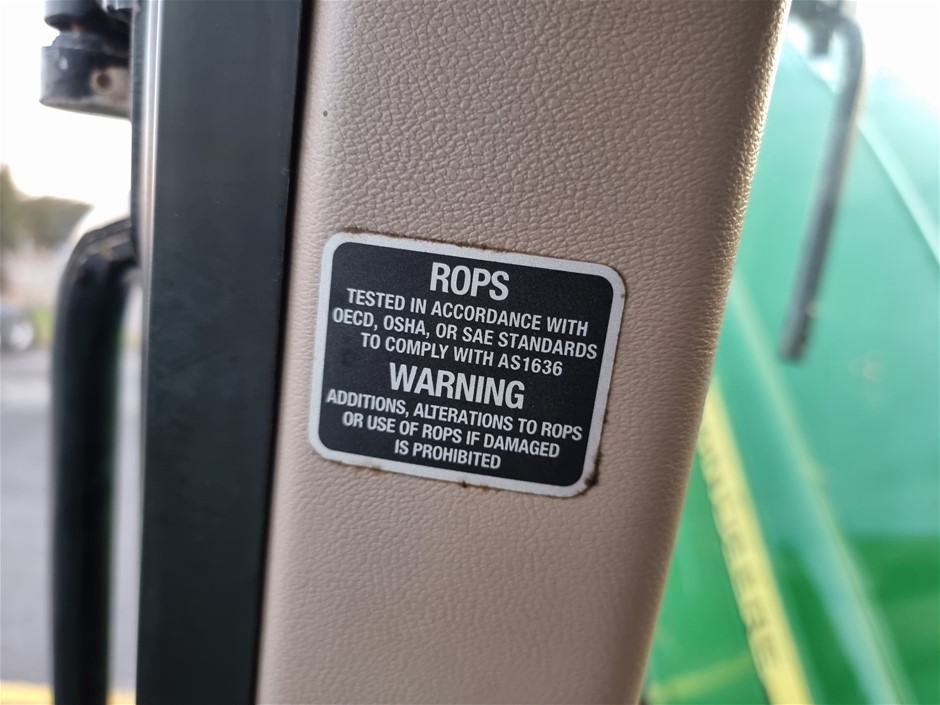 ROPS
TESTED IN ACCORDANCE WITH
OECD, OSHA, OR SAE STANDARDS
TO COMPLY WITH AS1636
WARNING
ADDITIONS, ALTERATIONS TO ROPS
OR USE OF ROPS IF DAMAGED
IS PROHIBITED